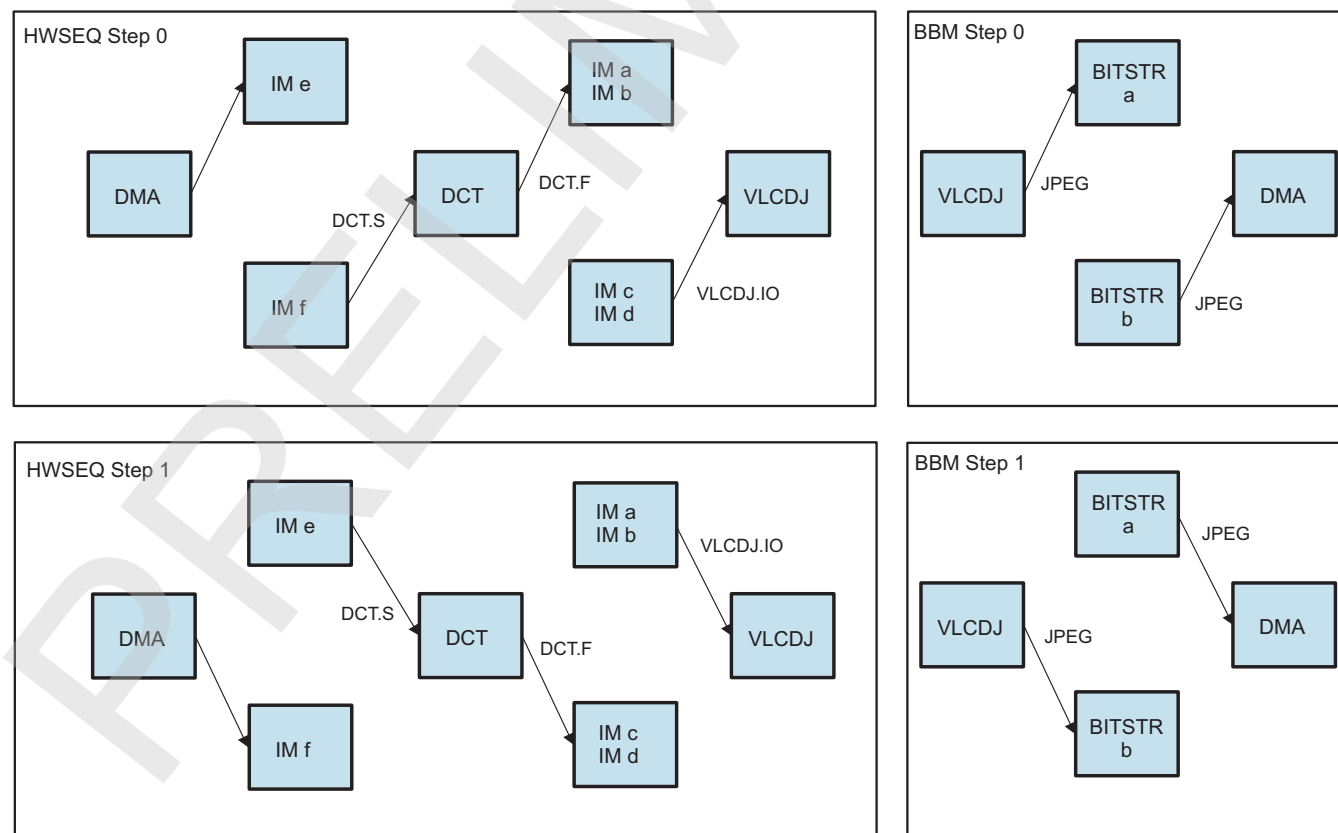 HWSEQ Step 0
IM e
IM a
IM b
DMA
DCT
VLCDJ
DCT.F
DCT.S
IM f
IM c
IM d
VLCDJ.IO
BBM Step 0
BITSTR
a
VLCDJ
JPEG
DMA
BITSTR
b
JPEG
HWSEQ Step 1
IM e
IM a
IM b
VLCDJ.IO
DCT.S
DMA
DCT
DCT.F
VLCDJ
IM f
IM c
IM d
BBM Step 1
BITSTR
a
JPEG
VLCDJ
JPEG
DMA
BITSTR
b
PRELIM